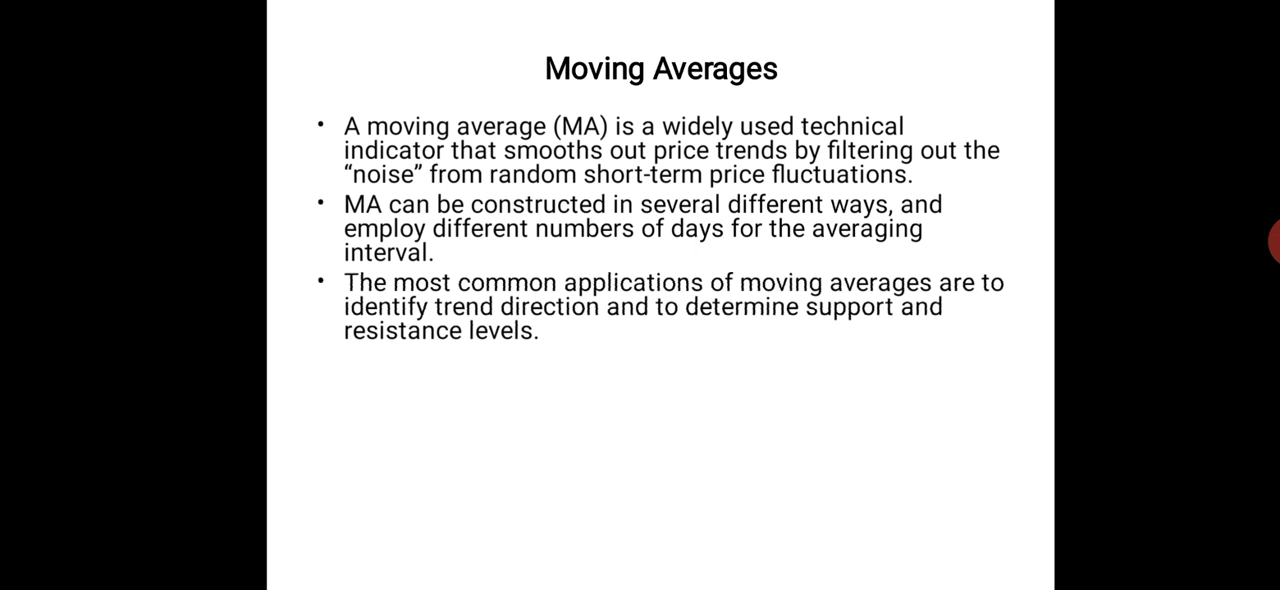 Moving Averages
• A moving average (MA) is a widely used technical
indicator that smooths out price trends by filtering out the
“noise” from random short-term price fluctuations.
• MA can be constructed in several different ways, and
employ different numbers of days for the averaging
interval.
• The most common applications of moving averages are to
identify trend direction and to determine support and
resistance levels.